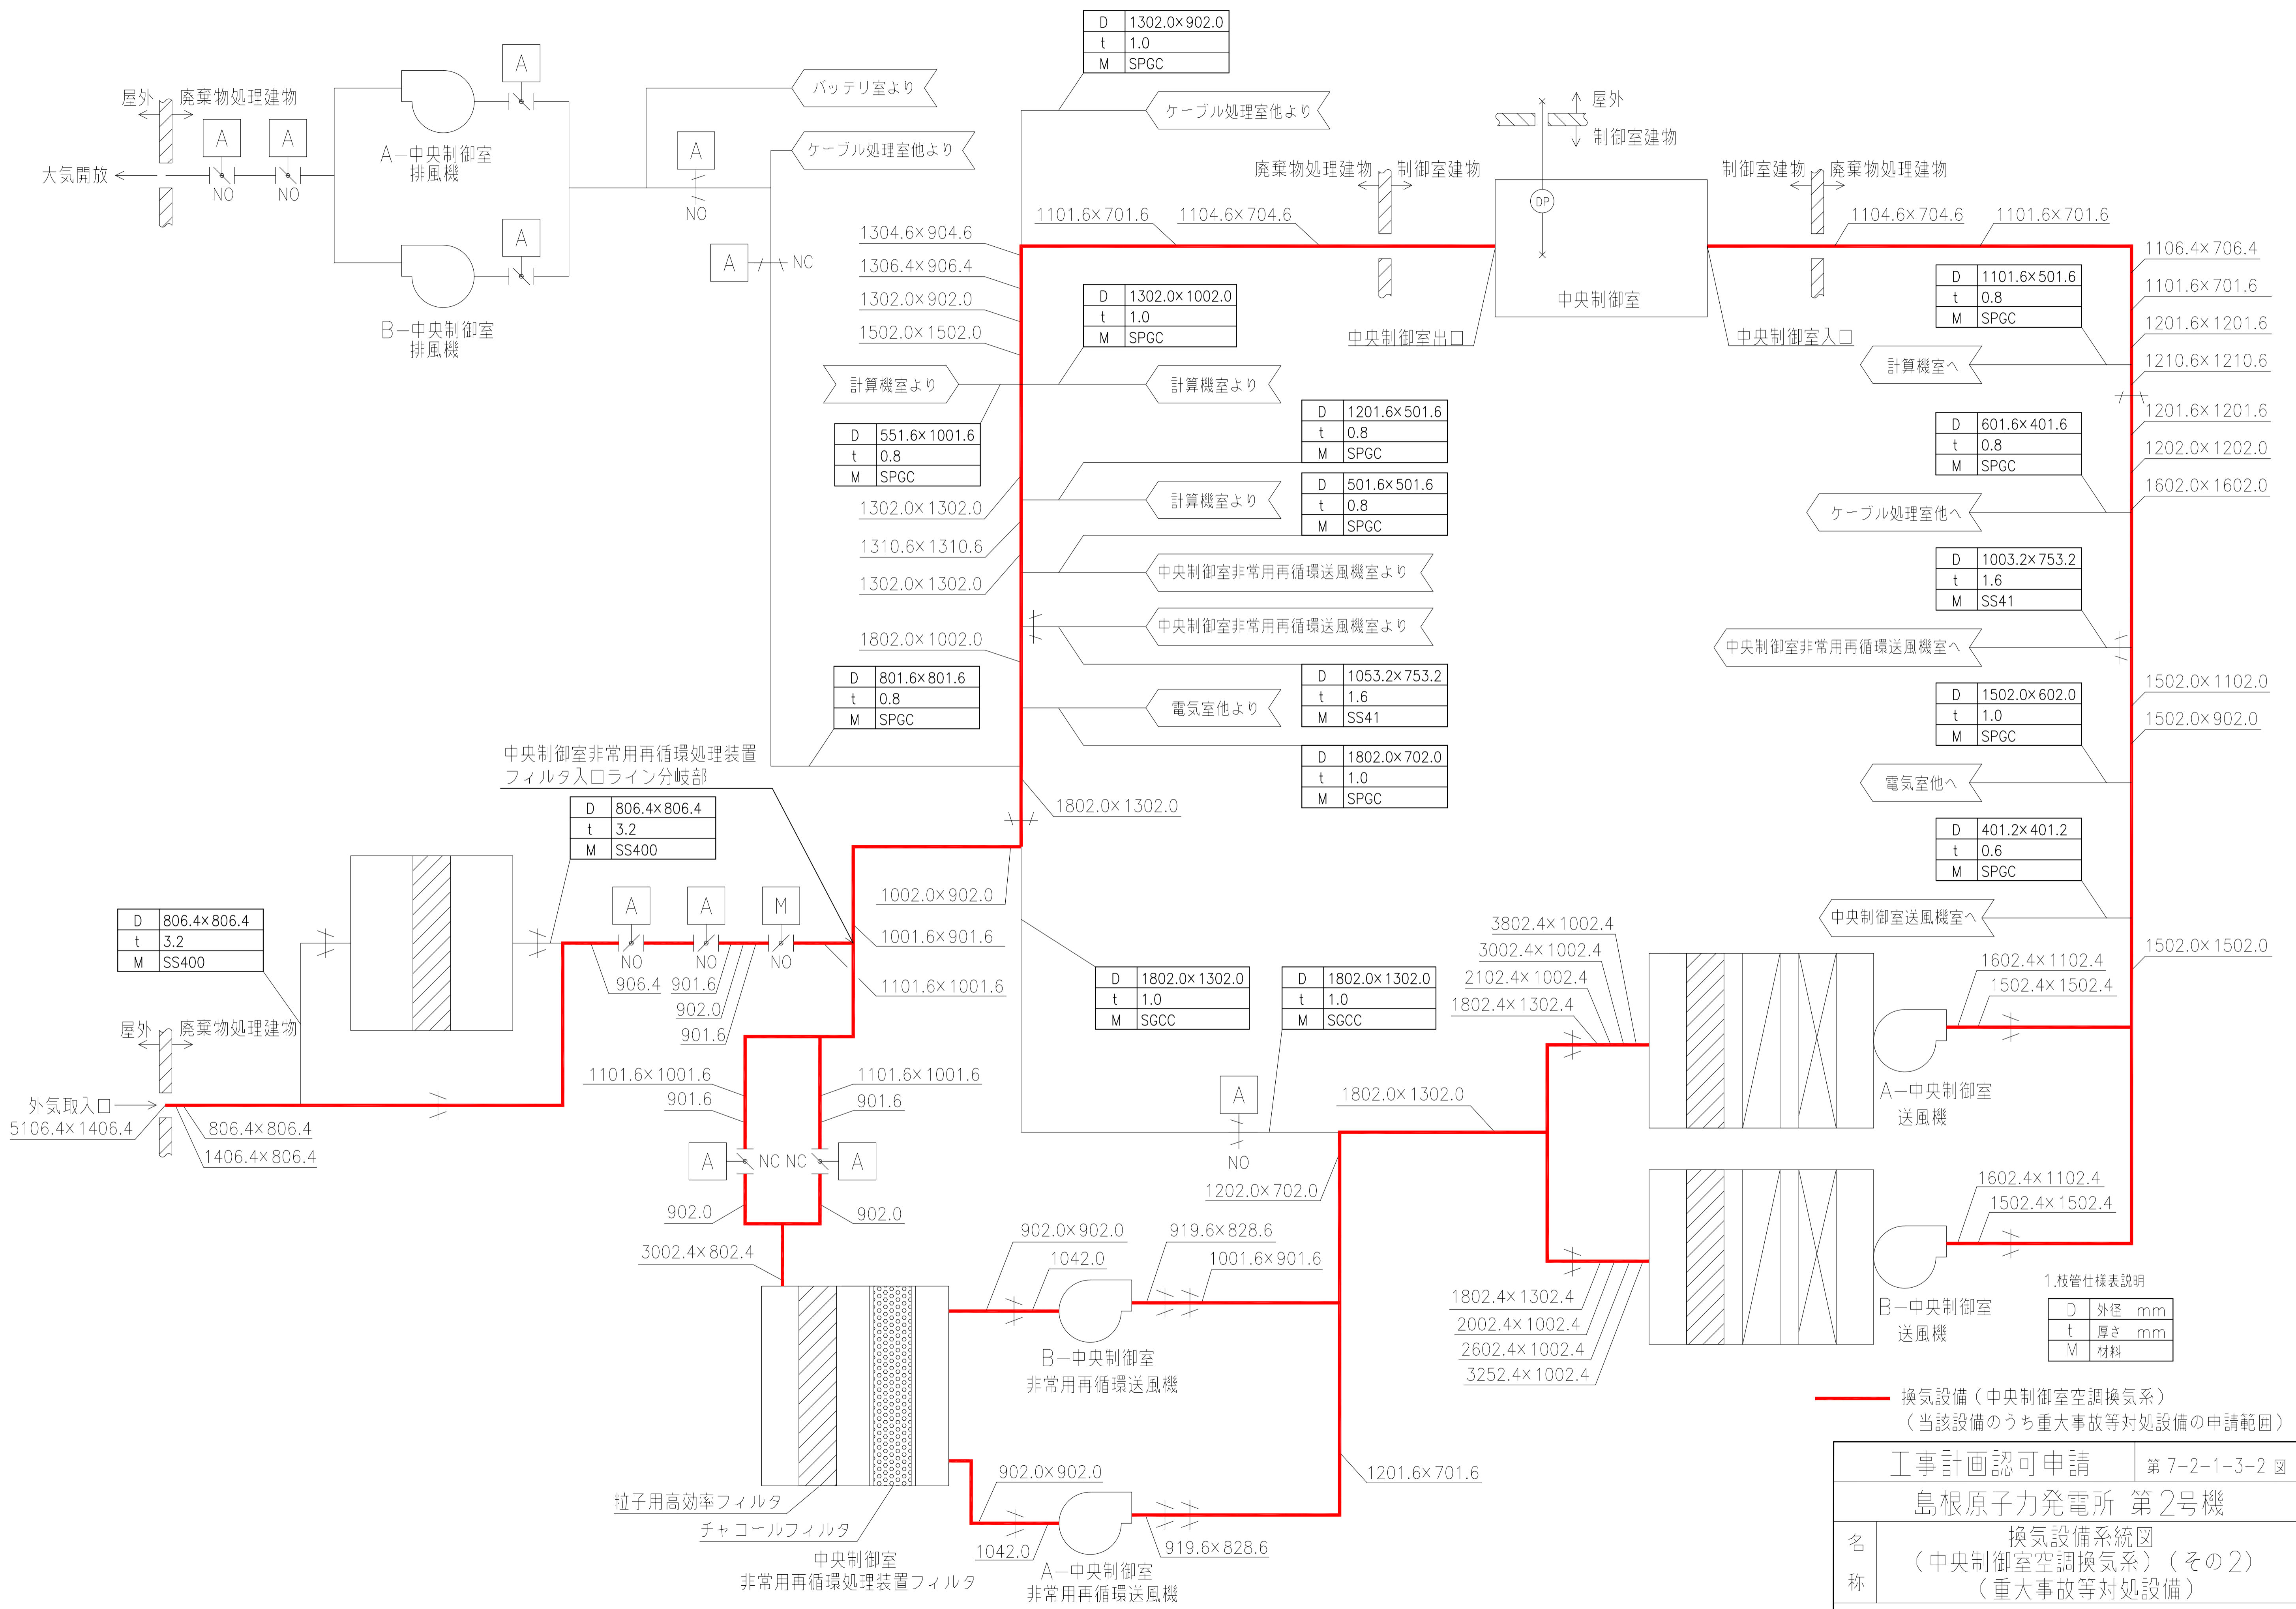 屋外
廃棄物処理建物
大気開放
A
A
NO
NO
A
A
A－中央制御室
排風機
B－中央制御室
排風機
バッテリ室より
ケーブル処理室他より
A
NO
A
NC
D 1302.0×902.0
t 1.0
M SPGC
ケーブル処理室他より
屋外
制御室建物
DP
中央制御室
廃棄物処理建物
制御室建物
制御室建物
廃棄物処理建物
中央制御室出口
中央制御室入口
1101.6×701.6
1104.6×704.6
1104.6×704.6
1101.6×701.6
1304.6×904.6
1306.4×906.4
1302.0×902.0
1502.0×1502.0
D 1302.0×1002.0
t 1.0
M SPGC
計算機室より
計算機室より
D 551.6×1001.6
t 0.8
M SPGC
1302.0×1302.0
1310.6×1310.6
1302.0×1302.0
1802.0×1002.0
D 1201.6×501.6
t 0.8
M SPGC
計算機室より
D 501.6×501.6
t 0.8
M SPGC
中央制御室非常用再循環送風機室より
中央制御室非常用再循環送風機室より
D 1053.2×753.2
t 1.6
M SS41
電気室他より
D 1802.0×702.0
t 1.0
M SPGC
D 801.6×801.6
t 0.8
M SPGC
1802.0×1302.0
1106.4×706.4
1101.6×701.6
1201.6×1201.6
1210.6×1210.6
1201.6×1201.6
1202.0×1202.0
1602.0×1602.0
1502.0×1102.0
1502.0×902.0
1502.0×1502.0
D 1101.6×501.6
t 0.8
M SPGC
計算機室へ
D 601.6×401.6
t 0.8
M SPGC
ケーブル処理室他へ
D 1003.2×753.2
t 1.6
M SS41
中央制御室非常用再循環送風機室へ
D 1502.0×602.0
t 1.0
M SPGC
電気室他へ
D 401.2×401.2
t 0.6
M SPGC
中央制御室送風機室へ
中央制御室非常用再循環処理装置
フィルタ入口ライン分岐部
D 806.4×806.4
t 3.2
M SS400
D 806.4×806.4
t 3.2
M SS400
屋外
廃棄物処理建物
外気取入口
5106.4×1406.4
806.4×806.4
1406.4×806.4
A
A
M
NO
NO
NO
906.4
901.6
902.0
901.6
1002.0×902.0
1001.6×901.6
1101.6×1001.6
1101.6×1001.6
901.6
1101.6×1001.6
901.6
A
NC
NC
A
902.0
902.0
3002.4×802.4
D 1802.0×1302.0
t 1.0
M SGCC
D 1802.0×1302.0
t 1.0
M SGCC
A
NO
1802.0×1302.0
1202.0×702.0
3802.4×1002.4
3002.4×1002.4
2102.4×1002.4
1802.4×1302.4
1602.4×1102.4
1502.4×1502.4
A－中央制御室
送風機
1602.4×1102.4
1502.4×1502.4
B－中央制御室
送風機
1802.4×1302.4
2002.4×1002.4
2602.4×1002.4
3252.4×1002.4
902.0×902.0
1042.0
919.6×828.6
1001.6×901.6
B－中央制御室
非常用再循環送風機
902.0×902.0
1042.0
919.6×828.6
1201.6×701.6
A－中央制御室
非常用再循環送風機
粒子用高効率フィルタ
チャコールフィルタ
中央制御室
非常用再循環処理装置フィルタ
1.枝管仕様表説明
D 外径 mm
t 厚さ mm
M 材料
換気設備（中央制御室空調換気系）
（当該設備のうち重大事故等対処設備の申請範囲）
工事計画認可申請 第 7-2-1-3-2 図
島根原子力発電所 第2号機
名称
換気設備系統図
（中央制御室空調換気系）（その2）
（重大事故等対処設備）